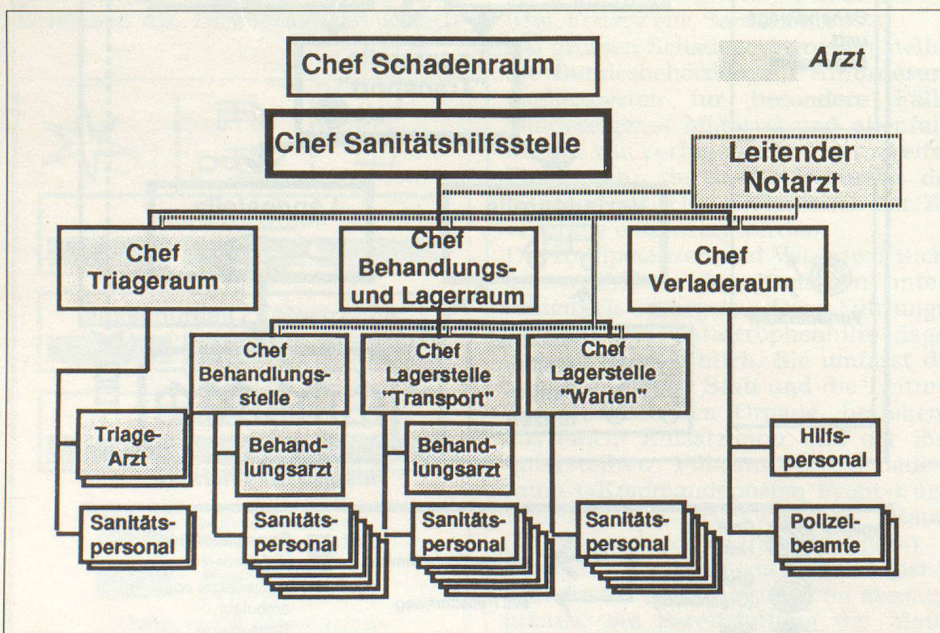 Arzt
Chef Schadenraum
Chef Sanitätshilfsstelle
Leitender
Notarzt
Chef
Triageraum
Chef
Behandlungs-
und Lagerraum
Chef
Verladeraum
Chef
Behandlungs-
stelle
Chef
Lagerstelle
"Transport"
Chef
Lagerstelle
"Warten"
Triage-
Arzt
Behand-
lungsarzt
Behand-
lungsarzt
Hilfs-
personal
Sanitäts-
personal
Sanitäts-
personal
Sanitäts-
personal
Sanitäts-
personal
Polizei-
beamte